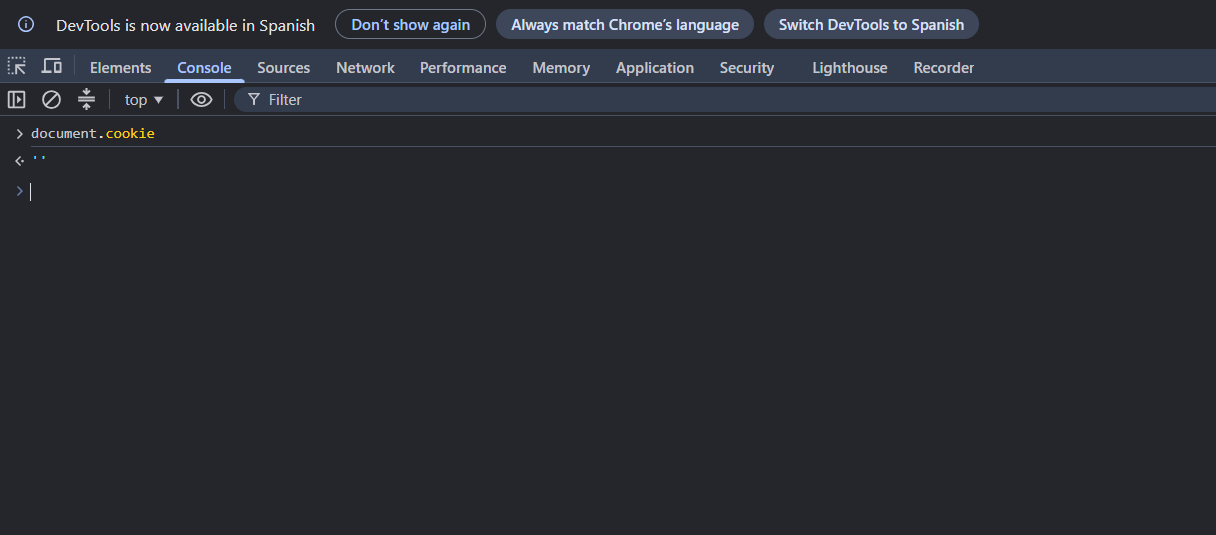 DevTools is now available in Spanish Don't show again Always match Chrome's language Switch DevTools to Spanish
Elements Console Sources Network Performance Memory Application Security Lighthouse Recorder
top Filter
document.cookie
''